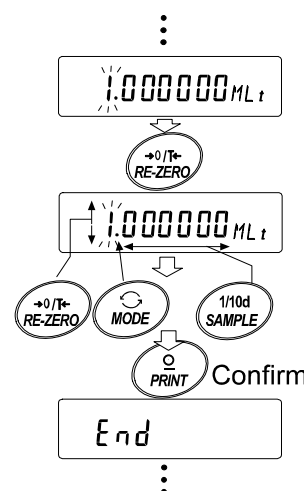 1.000000 MLt
→0/T←
RE-ZERO
1.000000 MLt
→0/T←
RE-ZERO
MODE
1/10d
SAMPLE
PRINT
Confirm
End